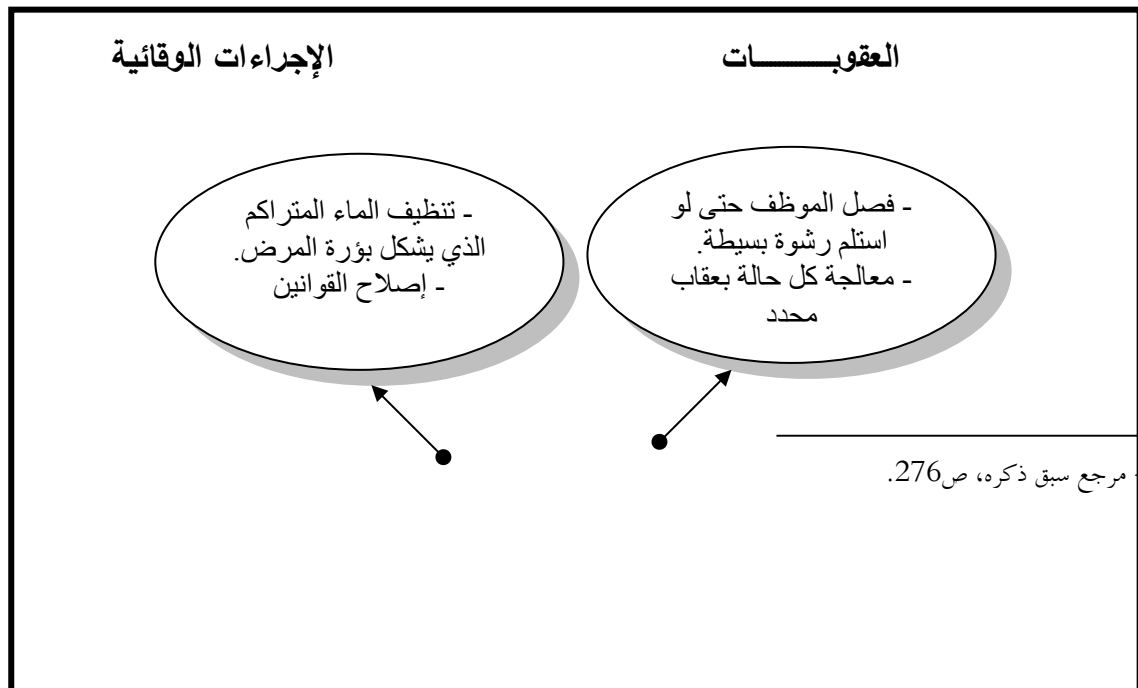 العقوبـــــــات
الإجراءات الوقائية
- فصل الموظف حتى لو
استلم رشوة بسيطة.
- معالجة كل حالة بعقاب
محدد
- تنظيف الماء المتراكم
الذي يشكل بؤرة المرض.
- إصلاح القوانين
- مرجع سبق ذكره، ص276.